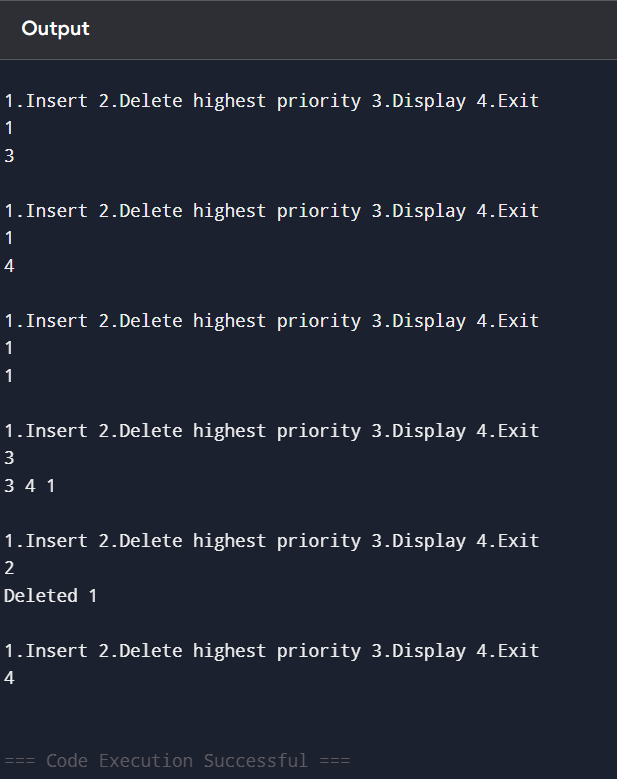 Output
1.Insert 2.Delete highest priority 3.Display 4.Exit
1
3
1.Insert 2.Delete highest priority 3.Display 4.Exit
1
4
1.Insert 2.Delete highest priority 3.Display 4.Exit
1
1
1.Insert 2.Delete highest priority 3.Display 4.Exit
3
3 4 1
1.Insert 2.Delete highest priority 3.Display 4.Exit
2
Deleted 1
1.Insert 2.Delete highest priority 3.Display 4.Exit
4
=== Code Execution Successful ===